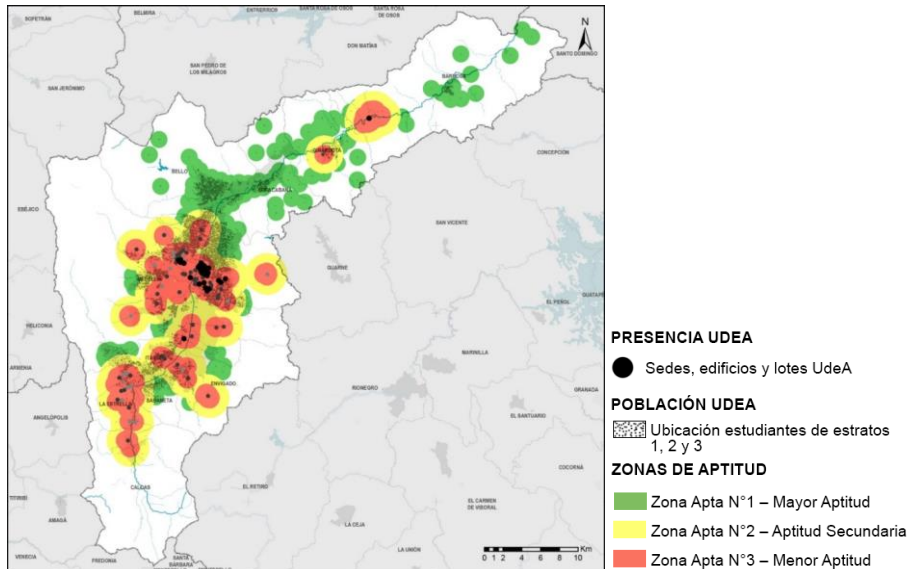 SOPETRÁN
BELMIRA
ENTRERRÍOS
SANTA ROSA DE OSOS
SANTA ROSA
DE OSOS
N
DON MATÍAS
SANTO DOMINGO
SAN PEDRO DE
LOS MILAGROS
SAN JERÓNIMO
BARBOSA
CONCEPCIÓN
BELLO
COPACABANA
EBÉJICO
SAN VICENTE
GUARNE
EL PEÑOL
HELICONIA
MARINILLA
ARMENIA
ENVIGADO
RIONEGRO
GRANADA
LA ESTRELLA
SABANETA
ANGELÓPOLIS
EL SANTUARIO
COCORNÁ
CALDAS
EL RETIRO
TITIRIBÍ
EL CARMEN
DE VIBORAL
AMAGÁ
LA CEJA
LA UNIÓN
VENECIA
FREDONIA
SANTA
BÁRBARA
Km
0 1 2 4 6 8 10
PRESENCIA UDEA
Sedes, edificios y lotes UdeA
POBLACIÓN UDEA
Ubicación estudiantes de estratos
1, 2 y 3
ZONAS DE APTITUD
Zona Apta N°1 – Mayor Aptitud
Zona Apta N°2 – Aptitud Secundaria
Zona Apta N°3 – Menor Aptitud